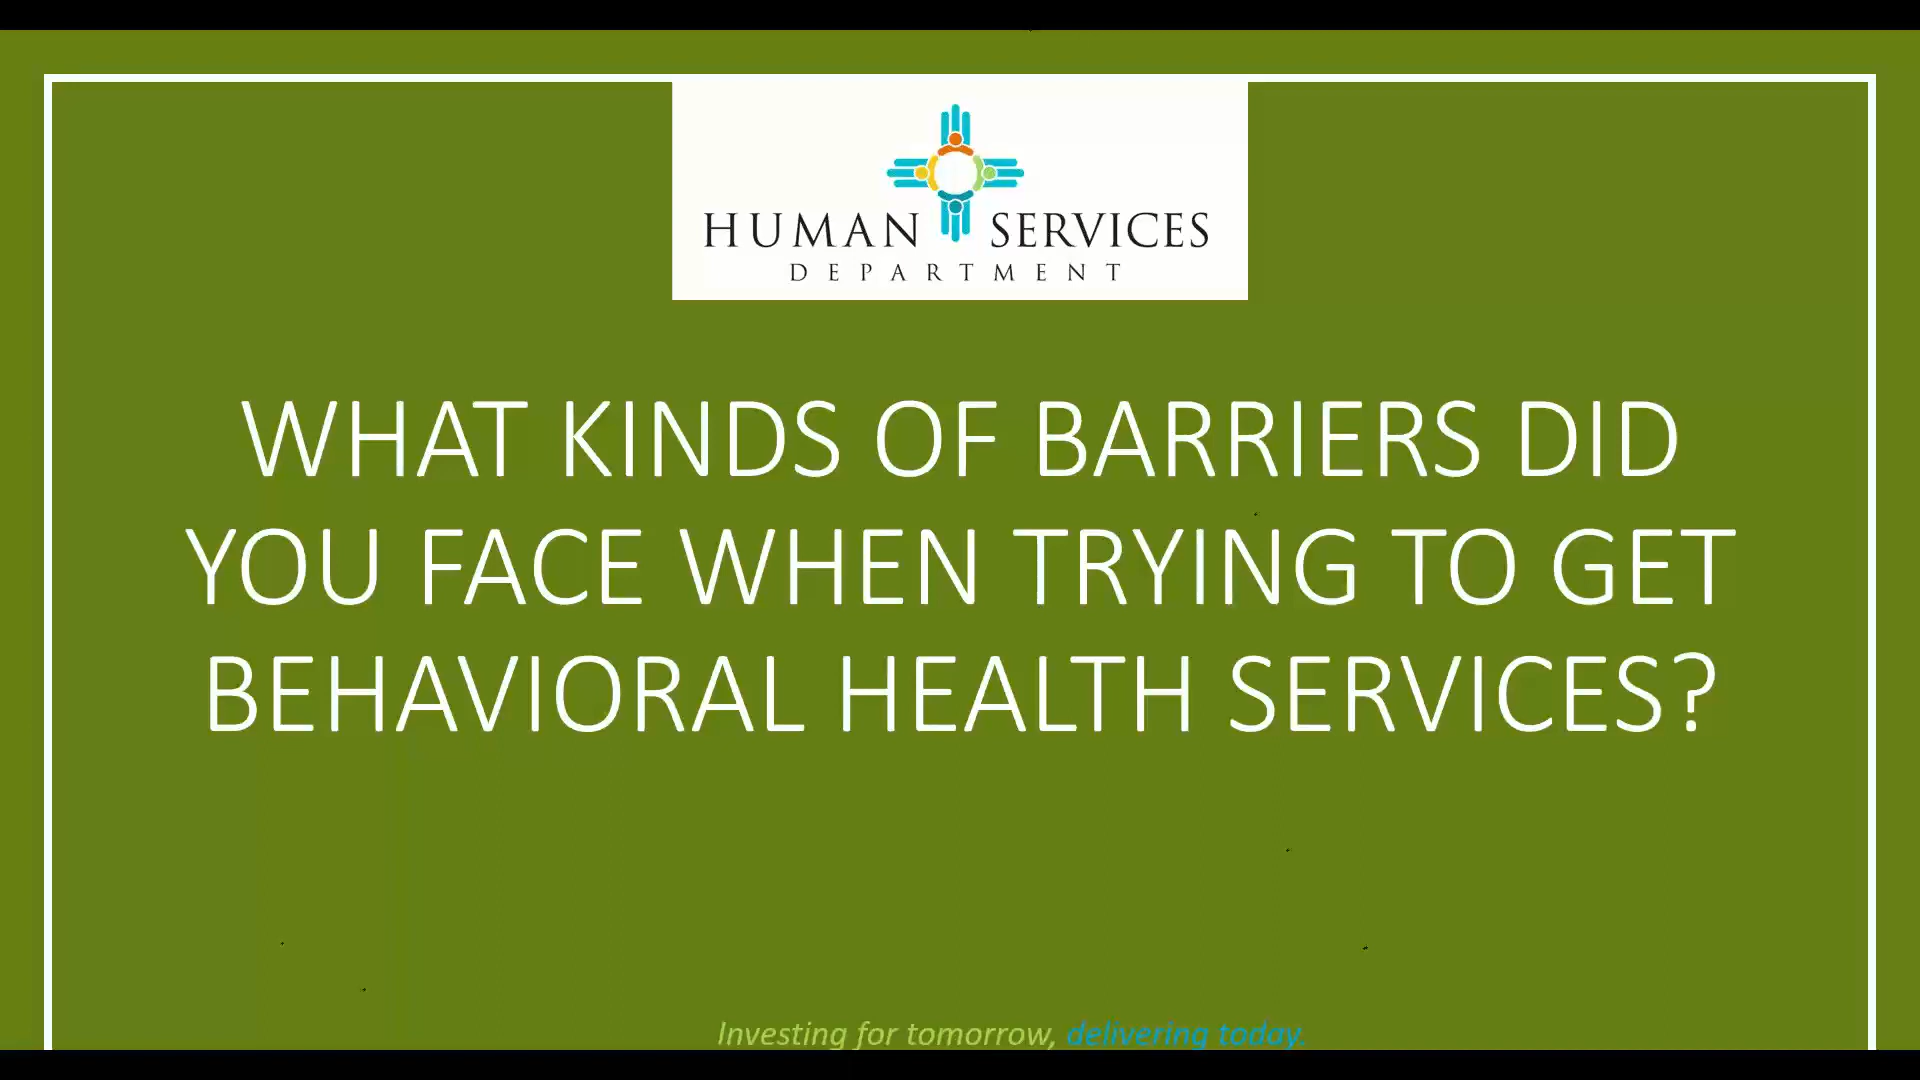 HUMAN SERVICES
DEPARTMENT
WHAT KINDS OF BARRIERS DID
YOU FACE WHEN TRYING TO GET
BEHAVIORAL HEALTH SERVICES?
Investing for tomorrow, delivering today.